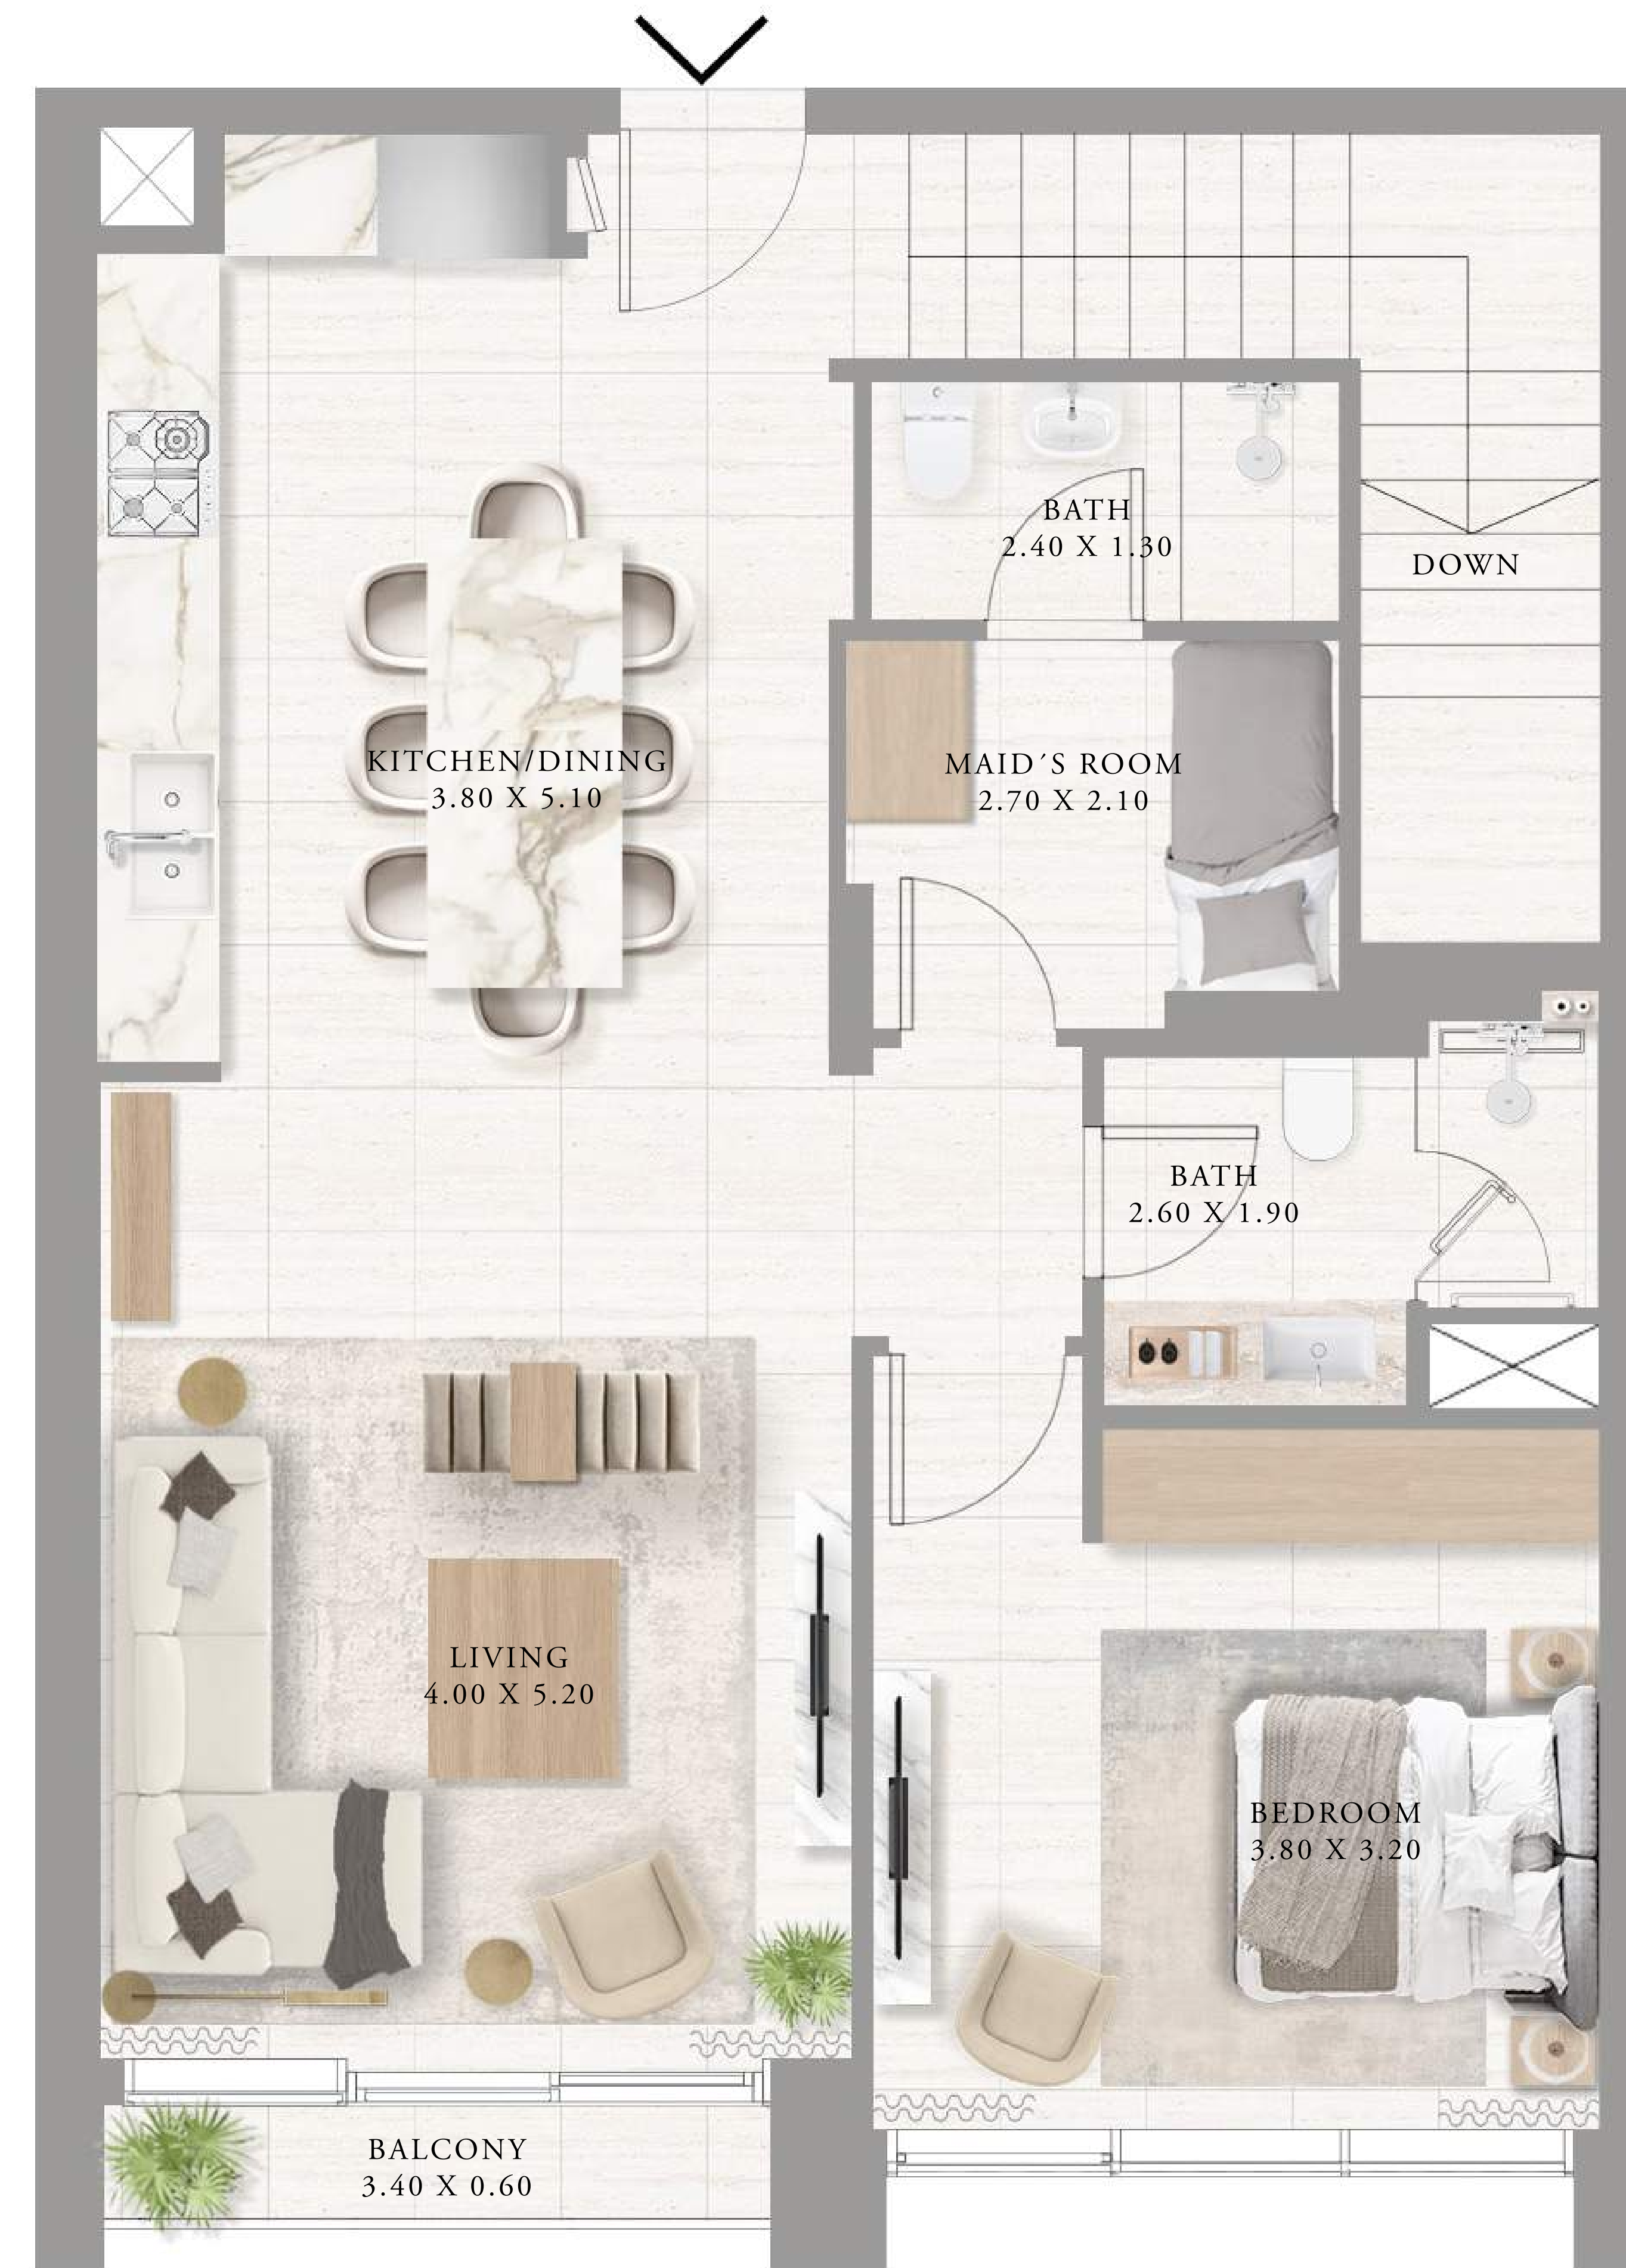 BATH
2.40 X 1.30
DOWN
KITCHEN/DINING
3.80 X 5.10
MAID´S ROOM
2.70 X 2.10
BATH
2.60 X 1.90
LIVING
4.00 X 5.20
BEDROOM
3.80 X 3.20
BALCONY
3.40 X 0.60